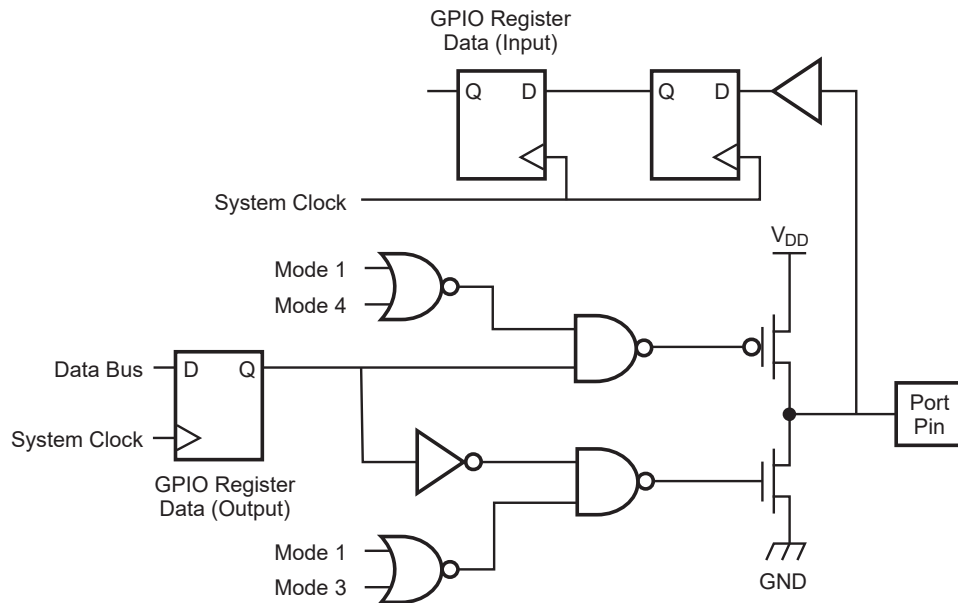 GPIO Register
Data (Input)
Q D
Q D
System Clock
VDD
Mode 1
Mode 4
Data Bus
D Q
System Clock
GPIO Register
Data (Output)
Port
Pin
Mode 1
Mode 3
GND